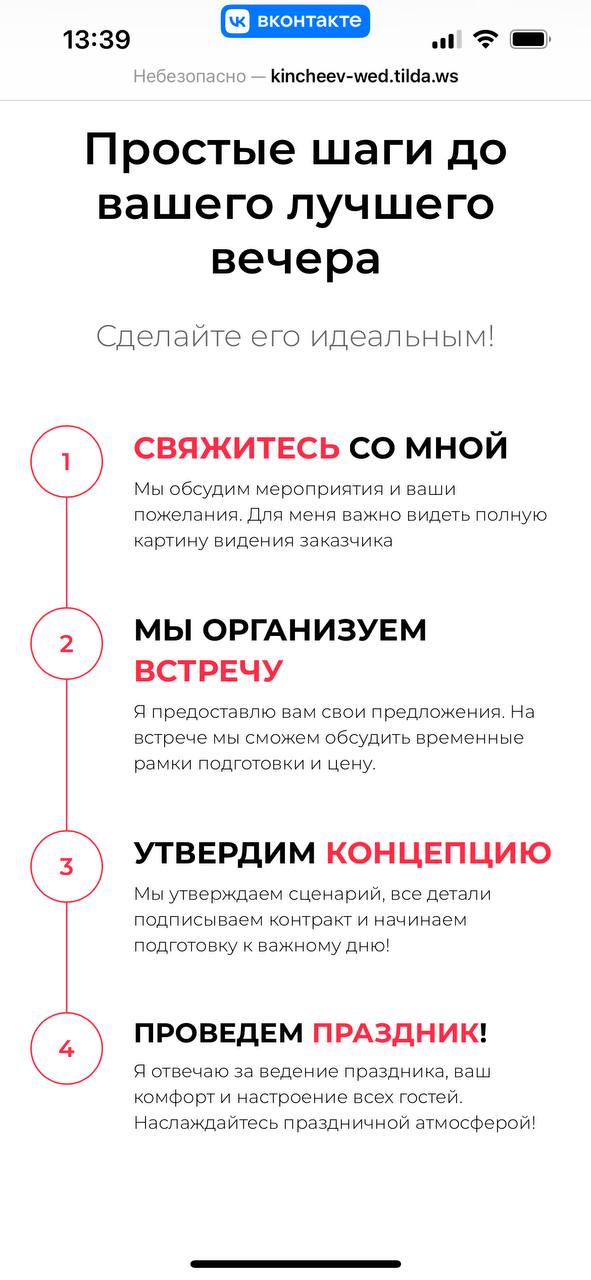 13:39
вконтакте
Небезопасно — kincheev-wed.tilda.ws
Простые шаги до
вашего лучшего
вечера
Сделайте его идеальным!
1
СВЯЖИТЕСЬ СО МНОЙ
Мы обсудим мероприятия и ваши
пожелания. Для меня важно видеть полную
картину видения заказчика
2
МЫ ОРГАНИЗУЕМ
ВСТРЕЧУ
Я предоставлю вам свои предложения. На
встрече мы сможем обсудить временные
рамки подготовки и цену.
3
УТВЕРДИМ КОНЦЕПЦИЮ
Мы утверждаем сценарий, все детали
подписываем контракт и начинаем
подготовку к важному дню!
4
ПРОВЕДЕМ ПРАЗДНИК!
Я отвечаю за ведение праздника, ваш
комфорт и настроение всех гостей.
Наслаждайтесь праздничной атмосферой!